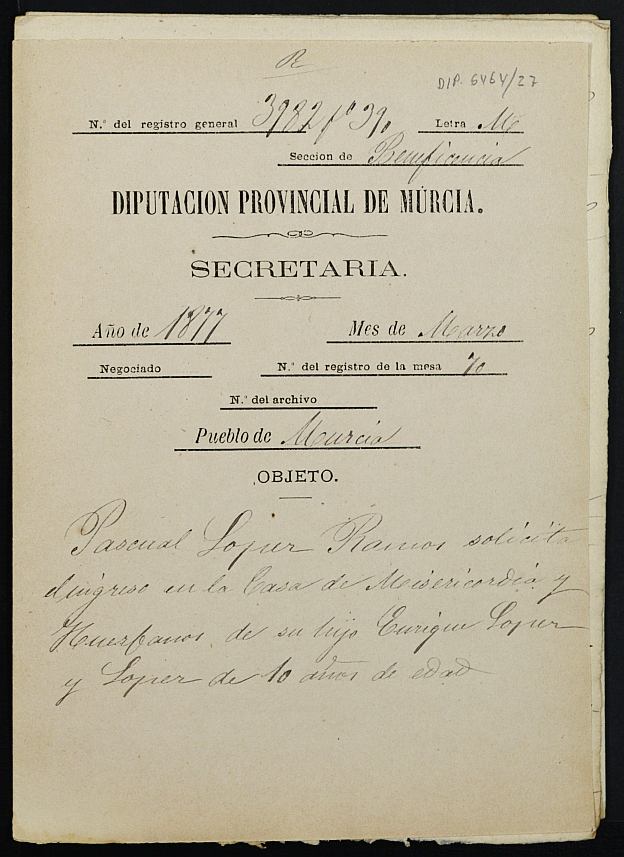 R
DIP. 6464/27
N.º del registro general 3982 fº 390 Letra M
Seccion de Beneficencia
DIPUTACION PROVINCIAL DE MÚRCIA.
SECRETARIA.
Año de 1877 Mes de Marzo
Negociado N.º del registro de la mesa 70
N.º del archivo
Pueblo de Murcia
OBJETO.
Pascual Lopez Ramos solicita
el ingreso en la Casa de Misericordia y
Huerfanos de su hijo Enrique Lopez
y Lopez de 10 años de edad